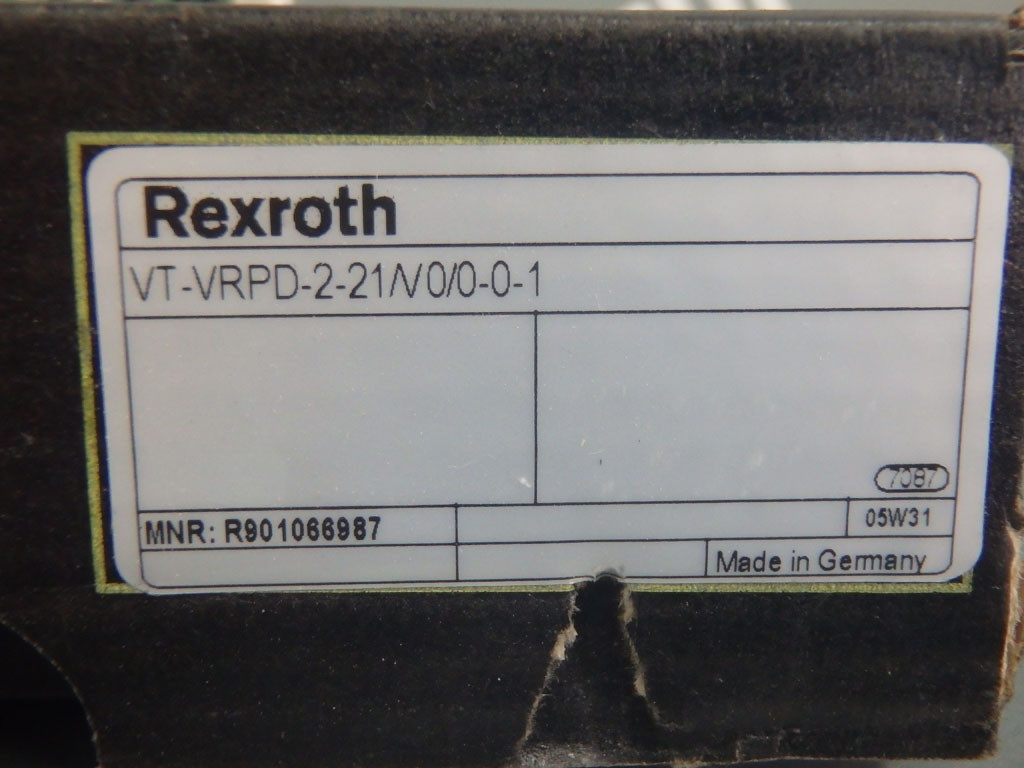 Rexroth
VT-VRPD-2-21/V0/0-0-1
7087
MNR: R901066987
05W31
Made in Germany